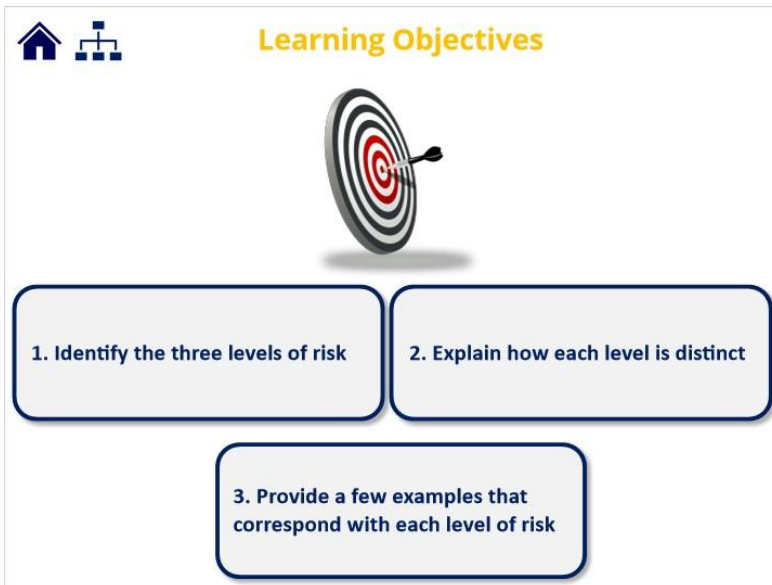 Learning Objectives
1. Identify the three levels of risk
2. Explain how each level is distinct
3. Provide a few examples that
correspond with each level of risk